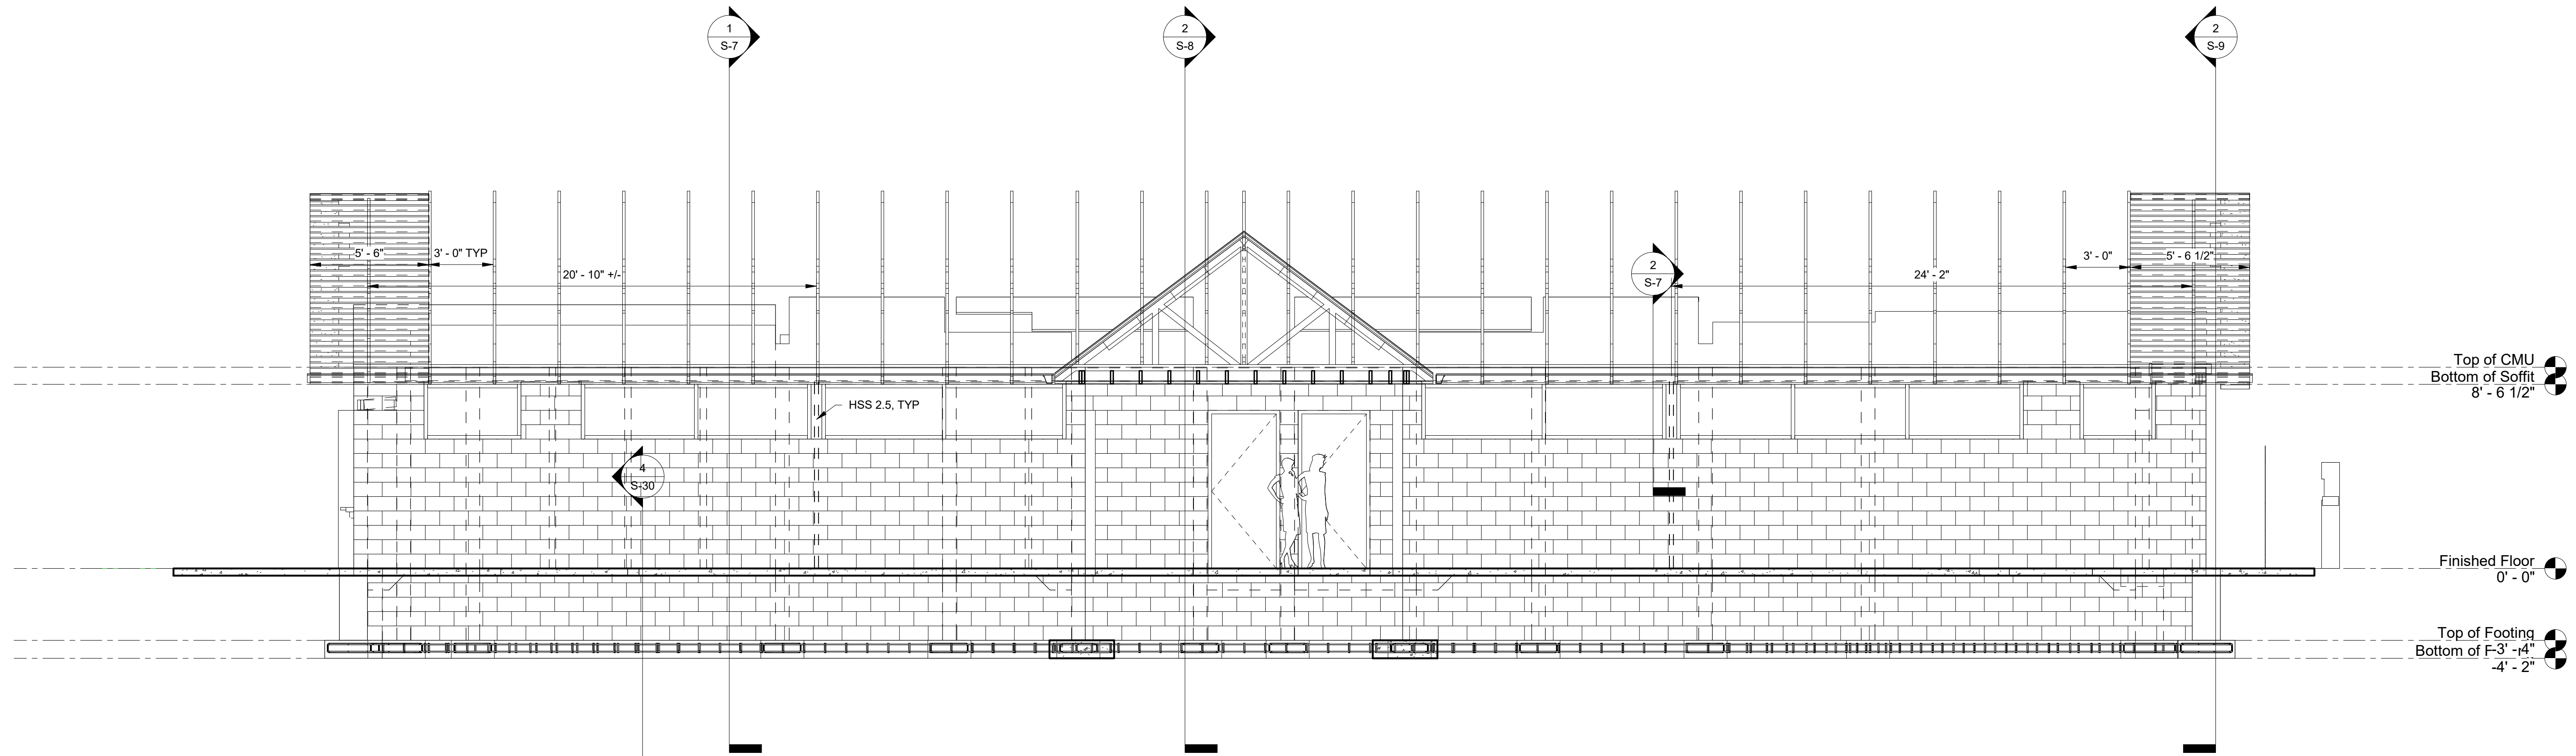 1
S-7
2
S-8
2
S-9
5' - 6"
3' - 0" TYP
20' - 10" +/-
2
S-7
3' - 0"
5' - 6 1/2"
24' - 2"
Top of CMU
Bottom of Soffit
8' - 6 1/2"
HSS 2.5, TYP
4
S-30
Finished Floor
0' - 0"
Top of Footing
-3' - 4"
Bottom of
-4' - 2"